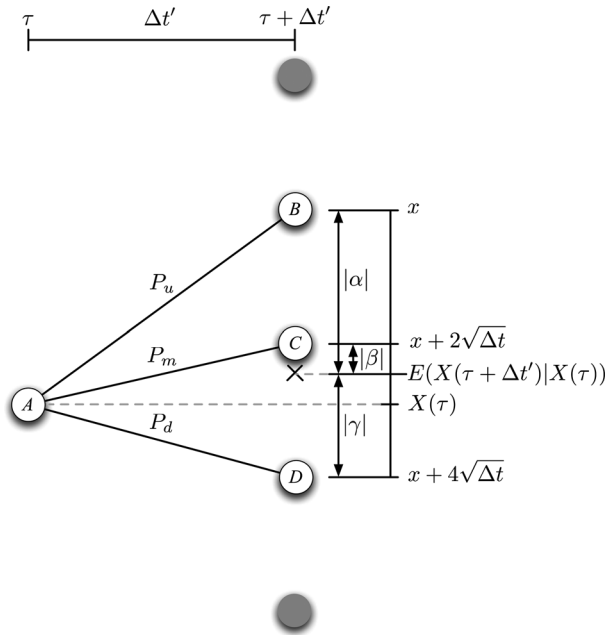 τ Δt′ τ + Δt′
B x
|α|
P_u
C x + 2√Δt
P_m |β|
E(X(τ + Δt′)|X(τ))
A X(τ)
P_d |γ|
D x + 4√Δt